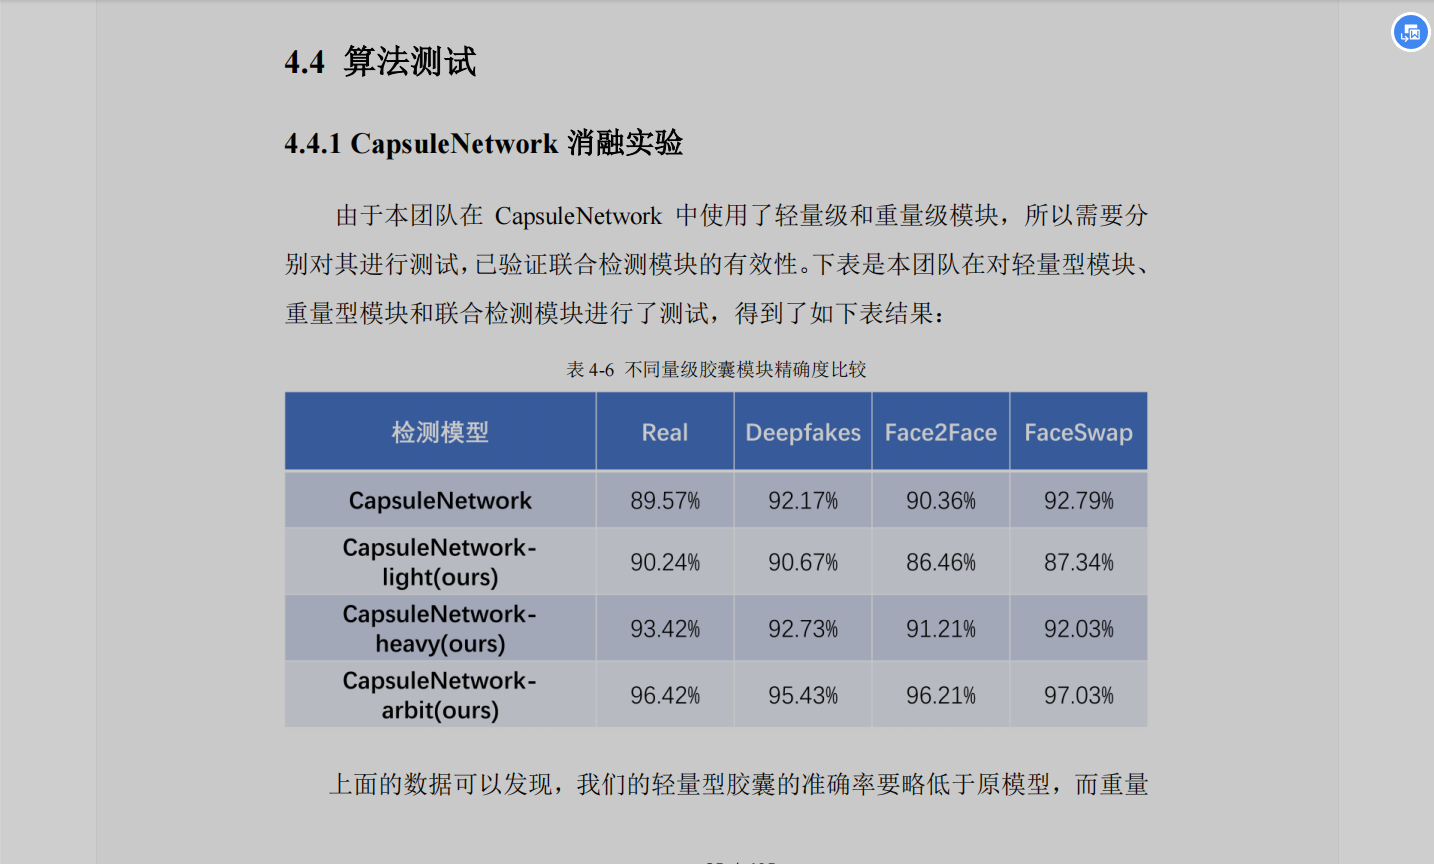 4.4 算法测试
4.4.1 CapsuleNetwork 消融实验
由于本团队在 CapsuleNetwork 中使用了轻量级和重量级模块，所以需要分
别对其进行测试，已验证联合检测模块的有效性。下表是本团队在对轻量型模块、
重量型模块和联合检测模块进行了测试，得到了如下表结果：
表 4-6 不同量级胶囊模块精确度比较
检测模型 Real Deepfakes Face2Face FaceSwap
CapsuleNetwork 89.57% 92.17% 90.36% 92.79%
CapsuleNetwork-
light(ours) 90.24% 90.67% 86.46% 87.34%
CapsuleNetwork-
heavy(ours) 93.42% 92.73% 91.21% 92.03%
CapsuleNetwork-
arbit(ours) 96.42% 95.43% 96.21% 97.03%
上面的数据可以发现，我们的轻量型胶囊的准确率要略低于原模型，而重量